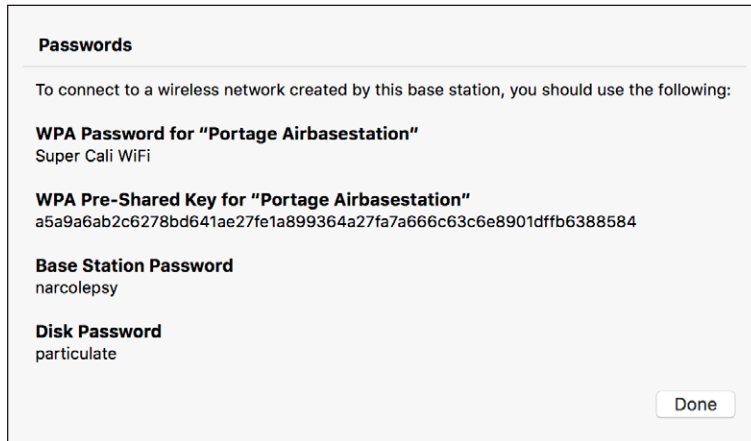 Passwords
To connect to a wireless network created by this base station, you should use the following:
WPA Password for “Portage Airbasestation“
Super Cali WiFi
WPA Pre-Shared Key for “Portage Airbasestation“
a5a9a6ab2c6278bd641ae27fe1a899364a27fa7a666c63c6e8901dffb6388584
Base Station Password
narcolepsy
Disk Password
particulate
Done